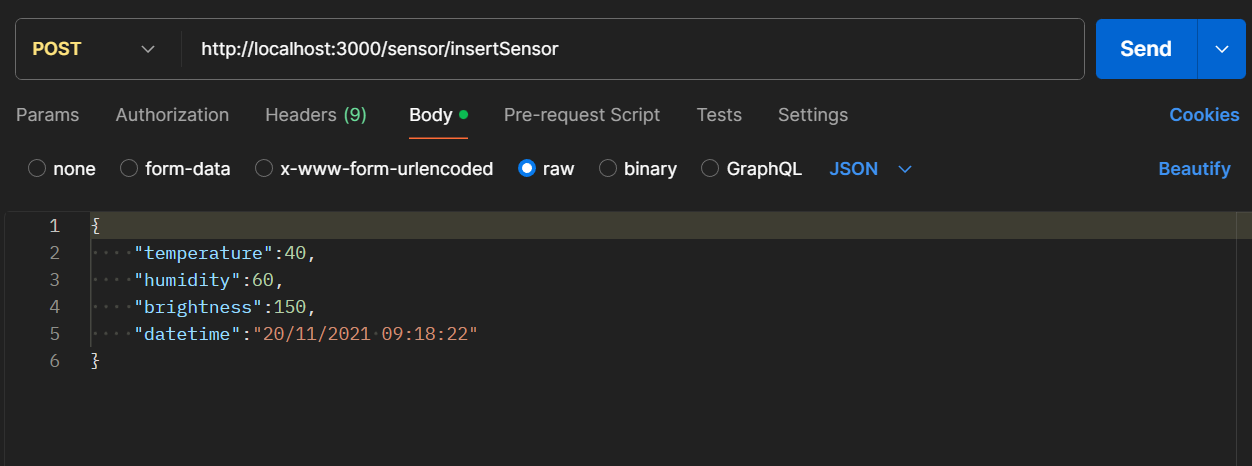 POST http://localhost:3000/sensor/insertSensor Send
Params Authorization Headers (9) Body Pre-request Script Tests Settings Cookies
none form-data x-www-form-urlencoded raw binary GraphQL JSON Beautify
1 {
2 "temperature":40,
3 "humidity":60,
4 "brightness":150,
5 "datetime":"20/11/2021 09:18:22"
6 }